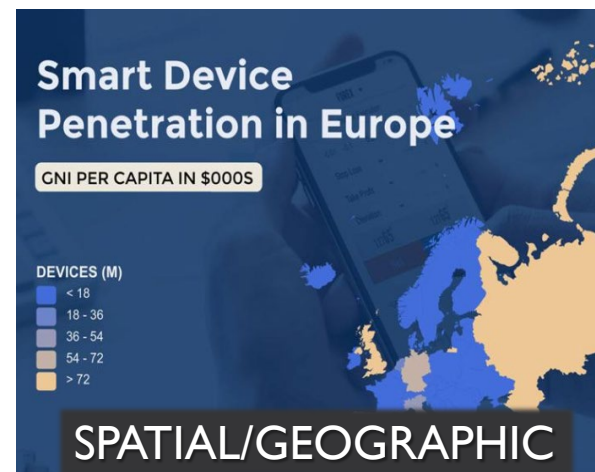 Smart Device
Penetration in Europe
GNI PER CAPITA IN $000S
DEVICES (M)
< 18
18 - 36
36 - 54
54 - 72
> 72
SPATIAL/GEOGRAPHIC